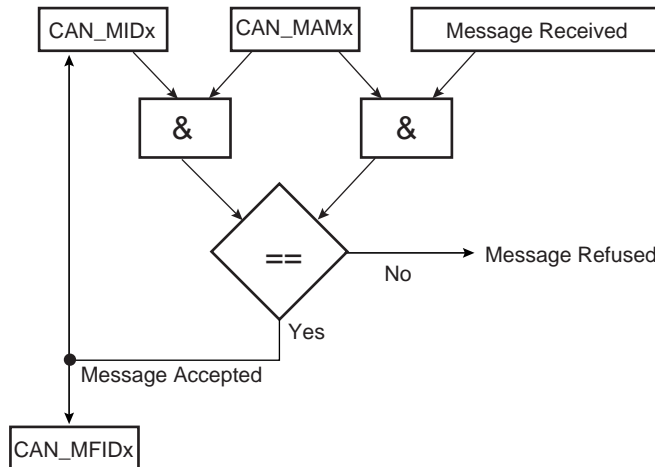 CAN_MIDx
CAN_MAMx
Message Received
&
&
==
No
Message Refused
Yes
Message Accepted
CAN_MFIDx